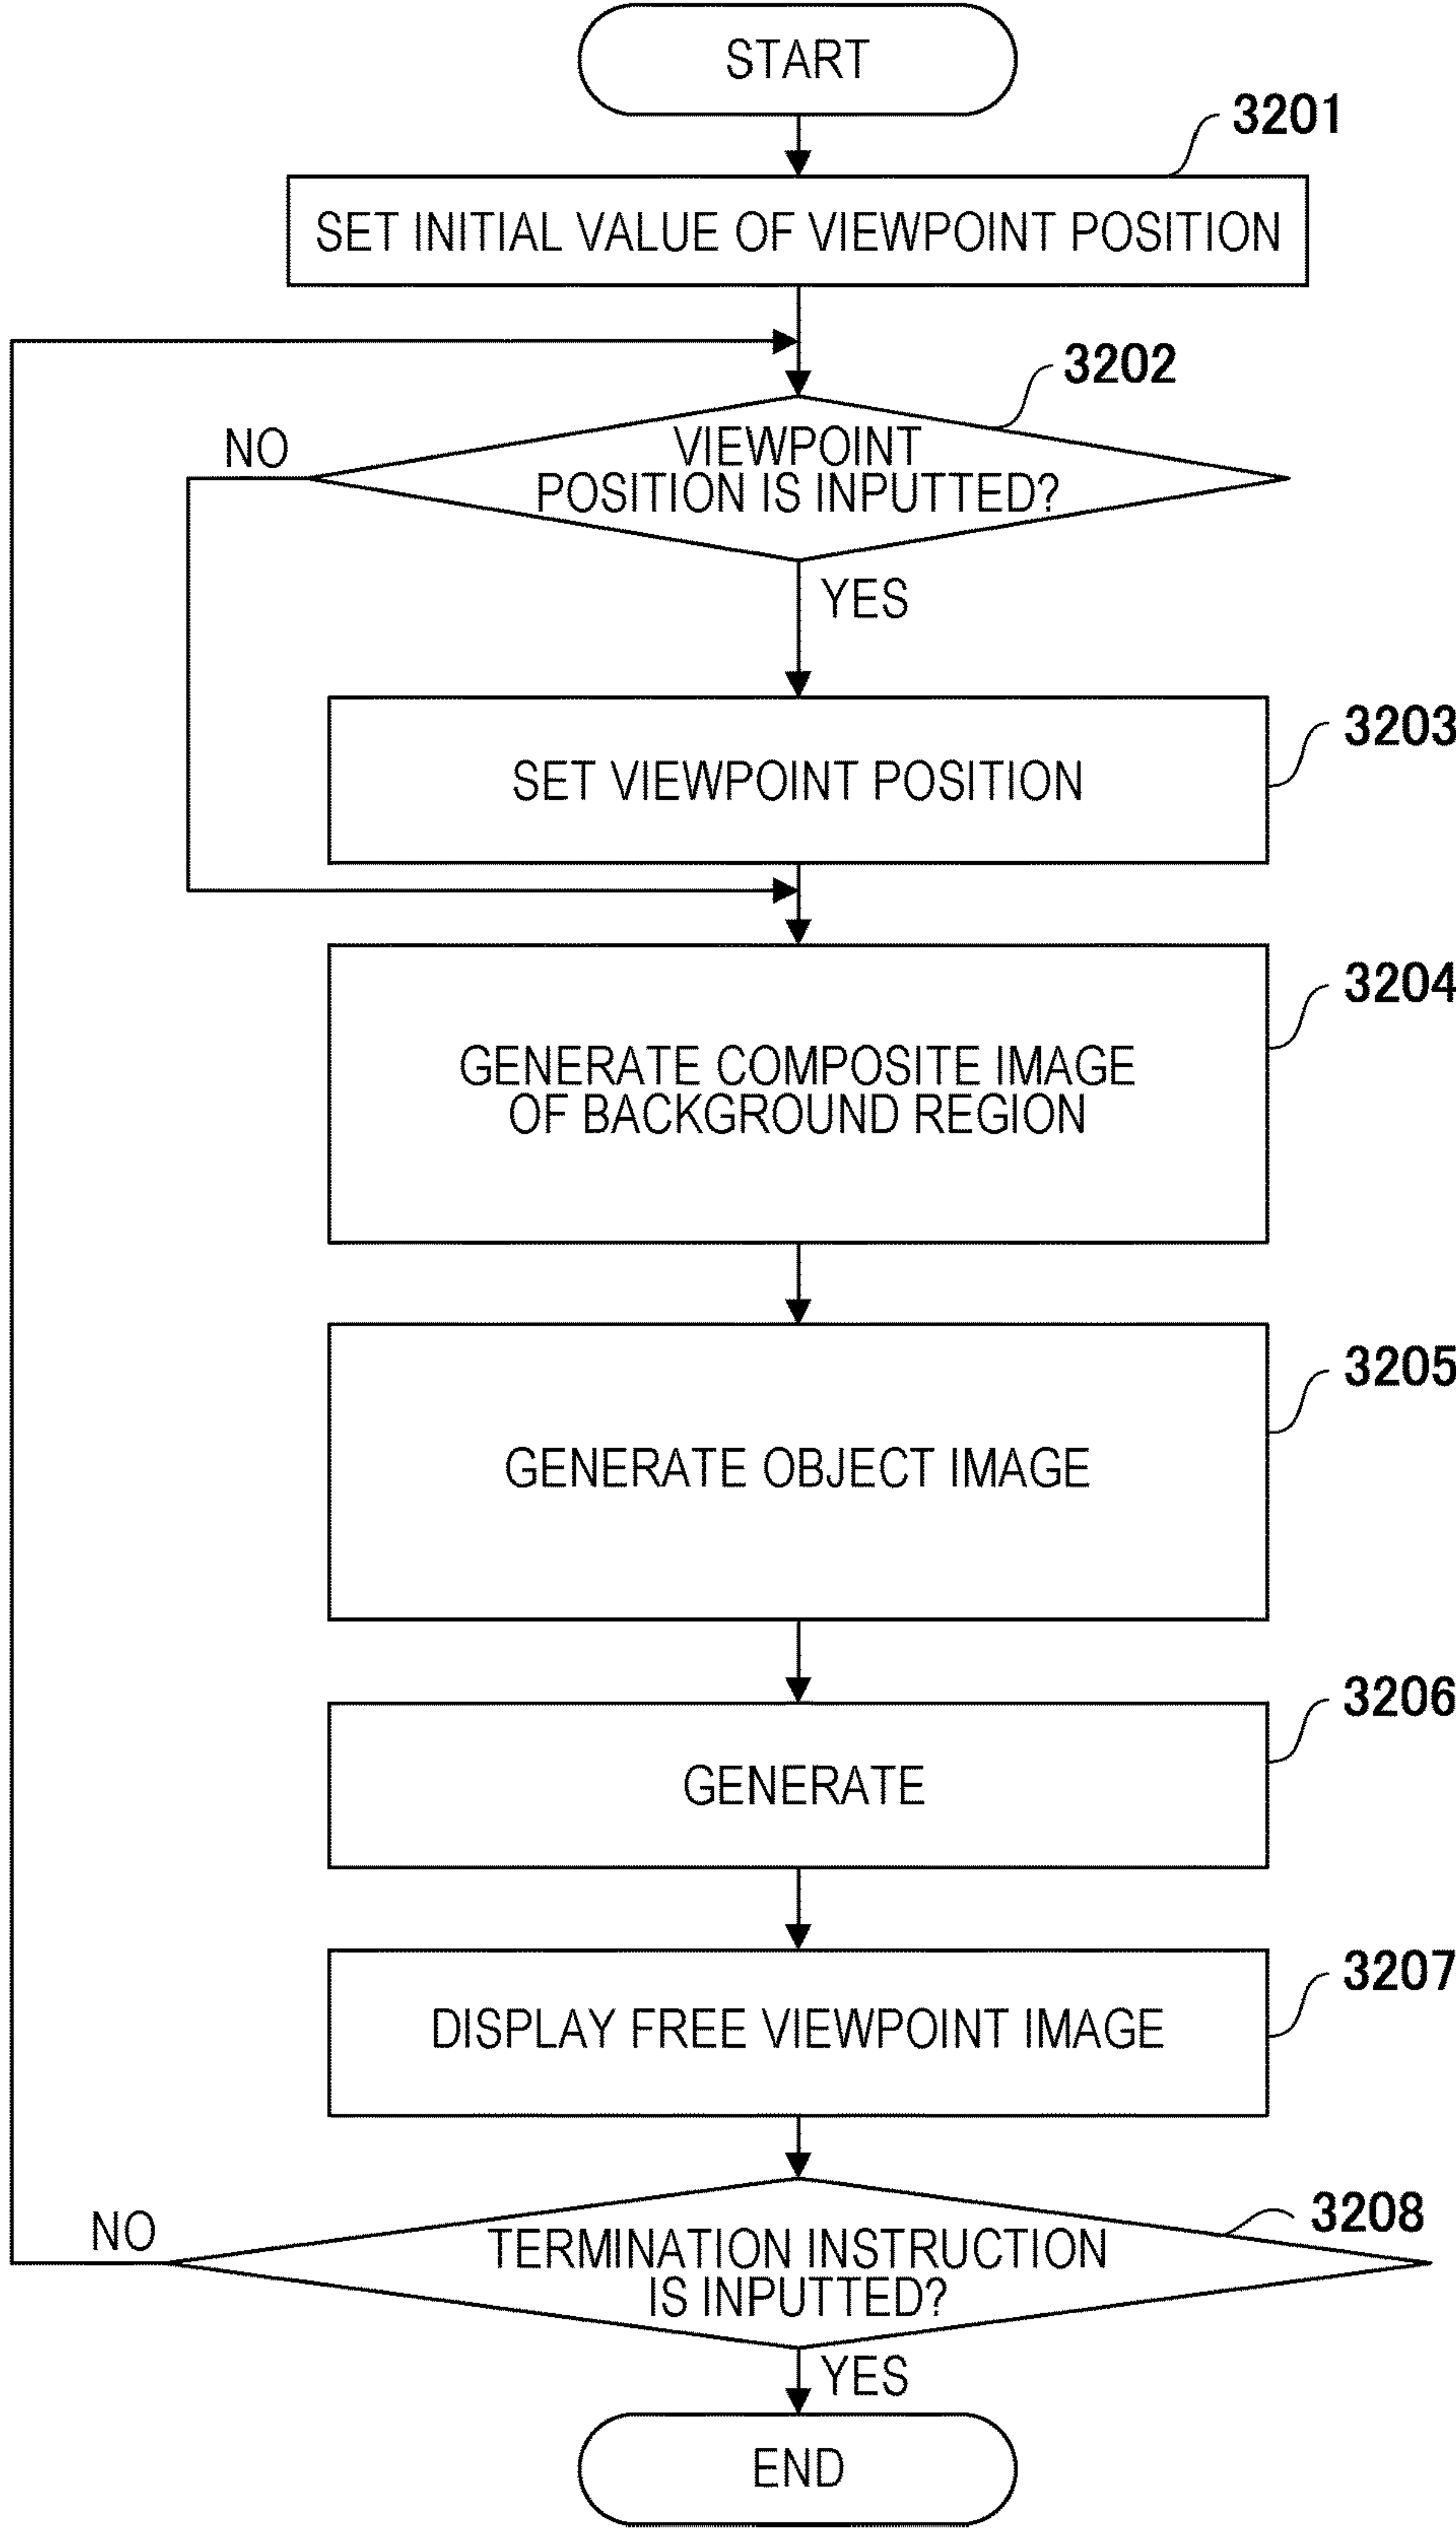 START
3201
SET INITIAL VALUE OF VIEWPOINT POSITION
3202
NO
VIEWPOINT
POSITION IS INPUTTED?
YES
3203
SET VIEWPOINT POSITION
3204
GENERATE COMPOSITE IMAGE
OF BACKGROUND REGION
3205
GENERATE OBJECT IMAGE
3206
GENERATE
3207
DISPLAY FREE VIEWPOINT IMAGE
3208
NO
TERMINATION INSTRUCTION
IS INPUTTED?
YES
END